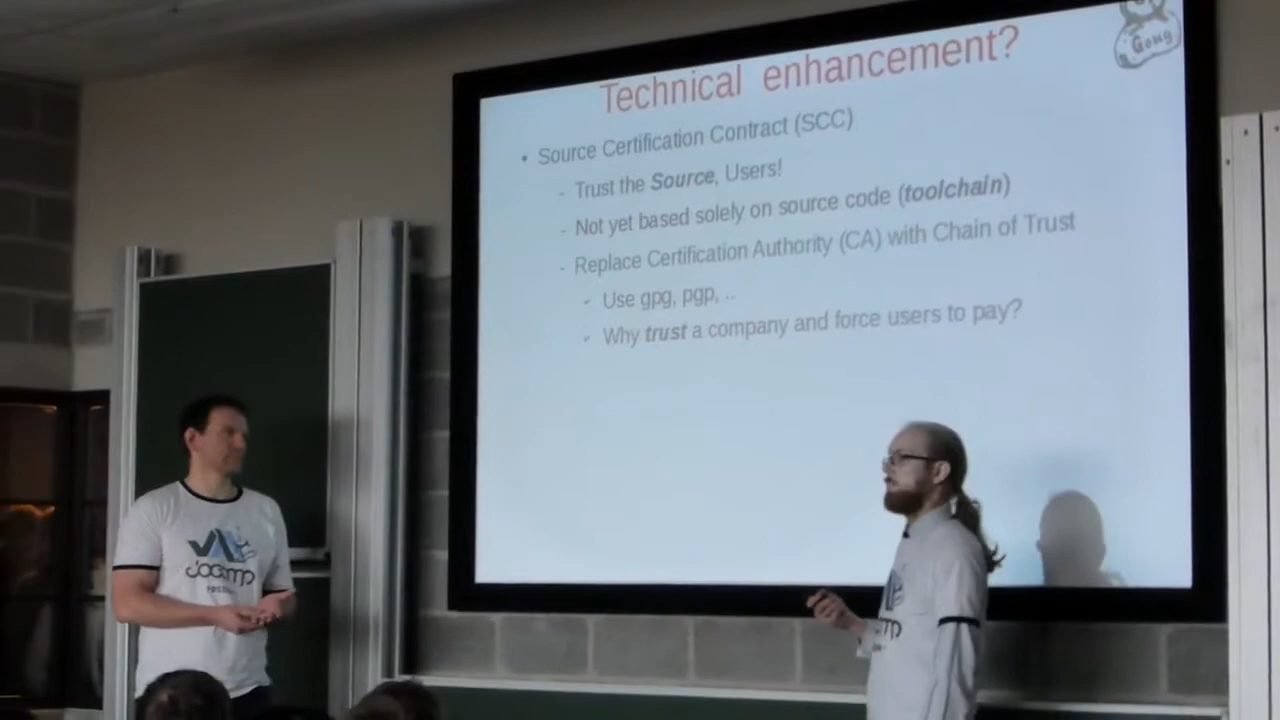 Technical enhancement?
Gong
• Source Certification Contract (SCC)
- Trust the Source, Users!
- Not yet based solely on source code (toolchain)
- Replace Certification Authority (CA) with Chain of Trust
✓ Use gpg, pgp, ..
✓ Why trust a company and force users to pay?
JOGAMP